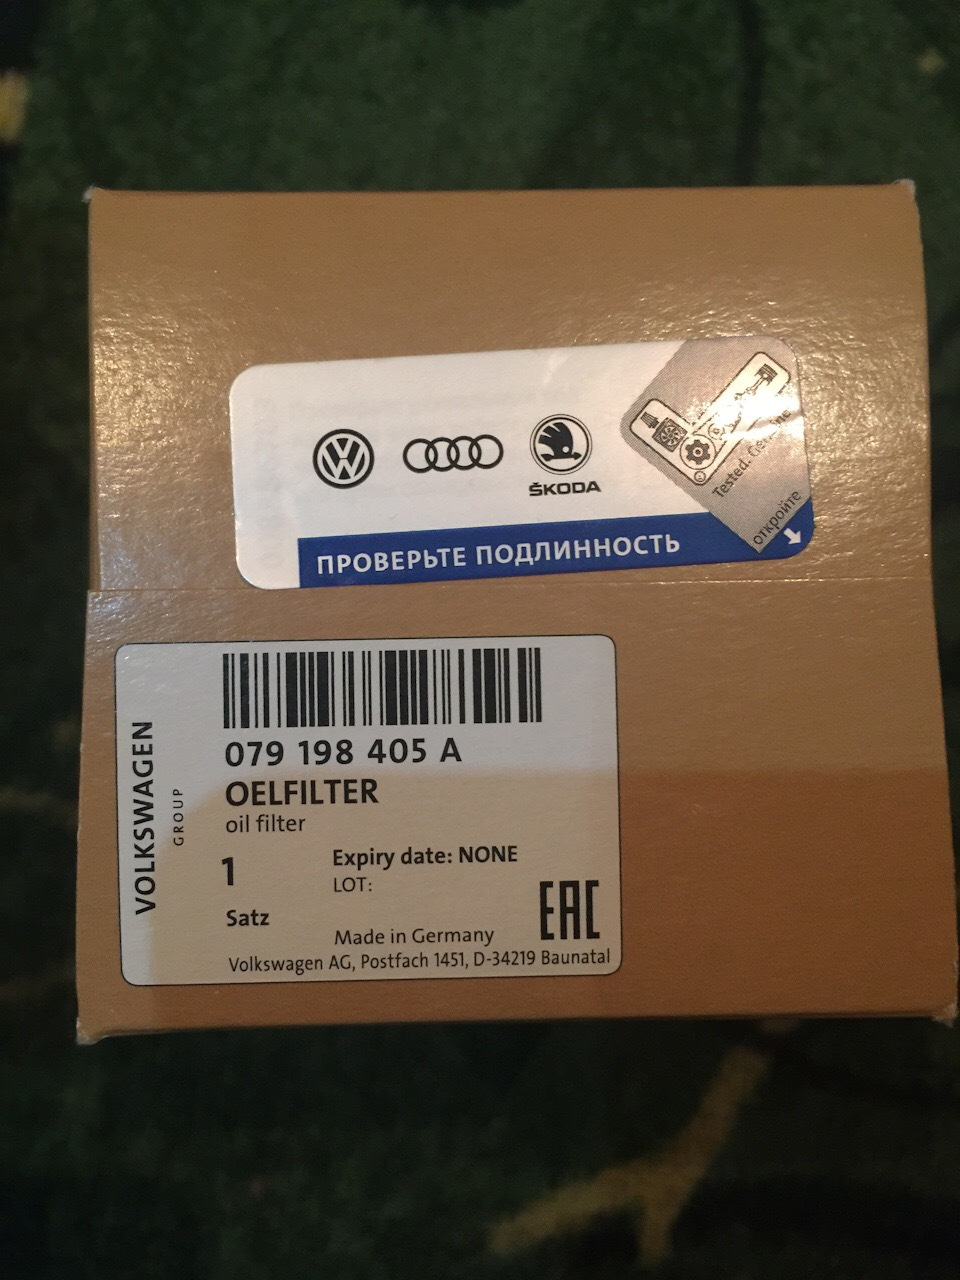 ŠKODA
Tested. Genuine
откройте
ПРОВЕРЬТЕ ПОДЛИННОСТЬ
VOLKSWAGEN
GROUP
079 198 405 A
OELFILTER
oil filter
1
Expiry date: NONE
LOT:
Satz
EAC
Made in Germany
Volkswagen AG, Postfach 1451, D-34219 Baunatal